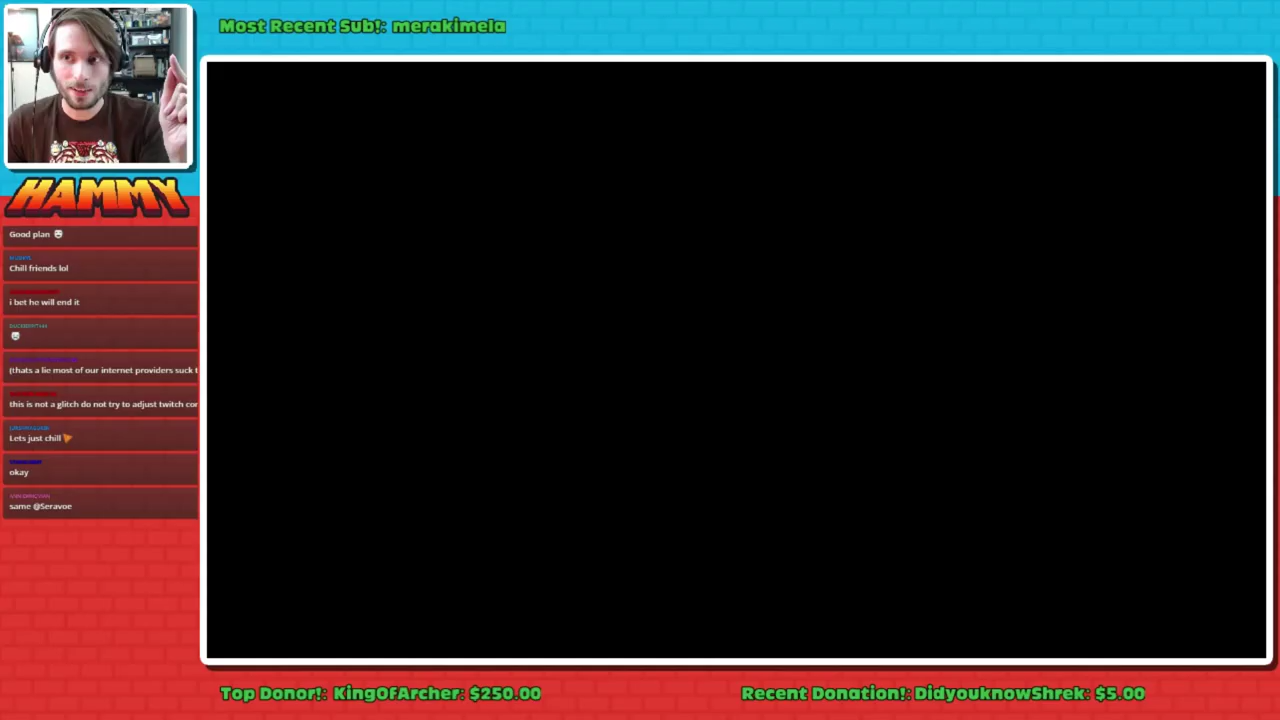 Most Recent Sub!: merakimela
HAMMY
Good plan
Chill friends lol
i bet he will end it
(thats a lie most of our internet providers suck t
this is not a glitch do not try to adjust twitch cor
Lets just chill
okay
same @Seravoe
Top Donor!: KingOfArcher: $250.00
Recent Donation!: DidyouknowShrek: $5.00